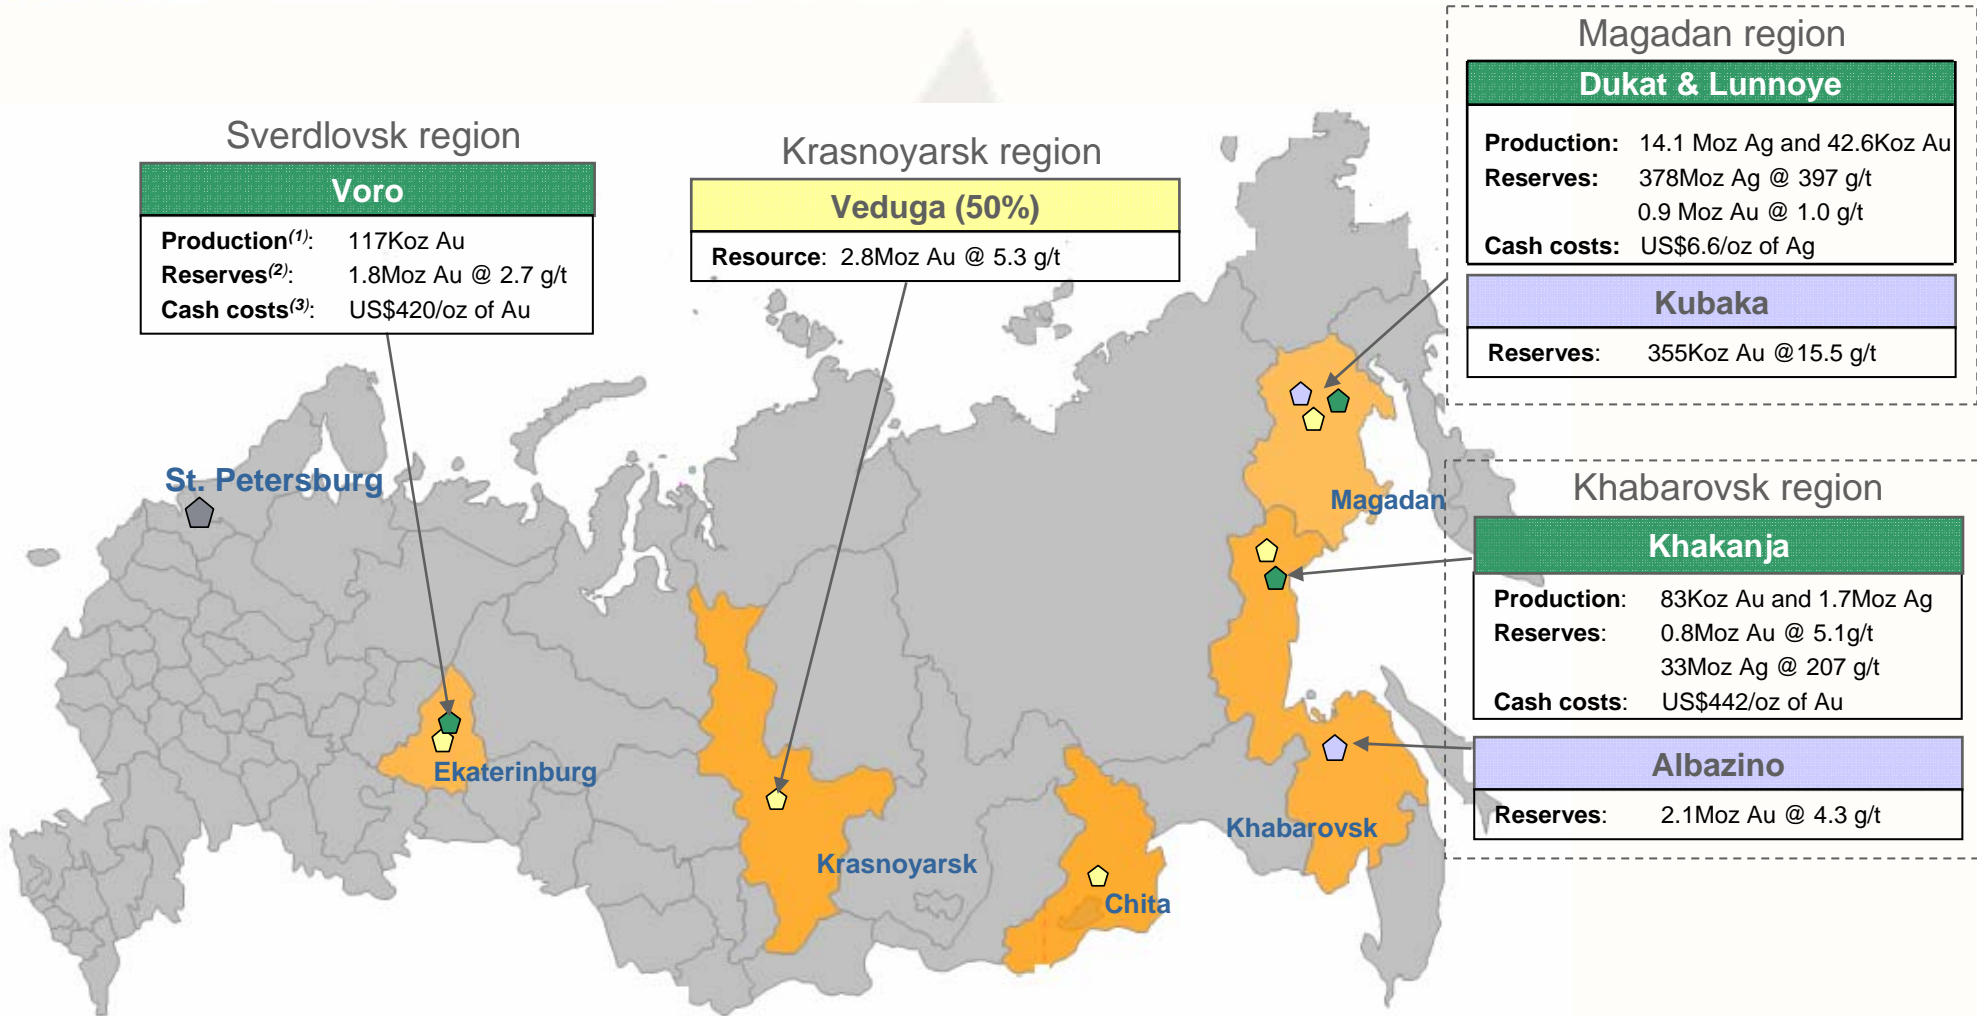 Magadan region
Dukat & Lunnoye
Production: 14.1 Moz Ag and 42.6Koz Au
Reserves: 378Moz Ag @ 397 g/t
0.9 Moz Au @ 1.0 g/t
Cash costs: US$6.6/oz of Ag
Kubaka
Reserves: 355Koz Au @15.5 g/t
Sverdlovsk region
Voro
Production(1): 117Koz Au
Reserves(2): 1.8Moz Au @ 2.7 g/t
Cash costs(3): US$420/oz of Au
Krasnoyarsk region
Veduga (50%)
Resource: 2.8Moz Au @ 5.3 g/t
St. Petersburg
Magadan
Khabarovsk region
Khakanja
Production: 83Koz Au and 1.7Moz Ag
Reserves: 0.8Moz Au @ 5.1g/t
33Moz Ag @ 207 g/t
Cash costs: US$442/oz of Au
Albazino
Reserves: 2.1Moz Au @ 4.3 g/t
Ekaterinburg
Khabarovsk
Krasnoyarsk
Chita